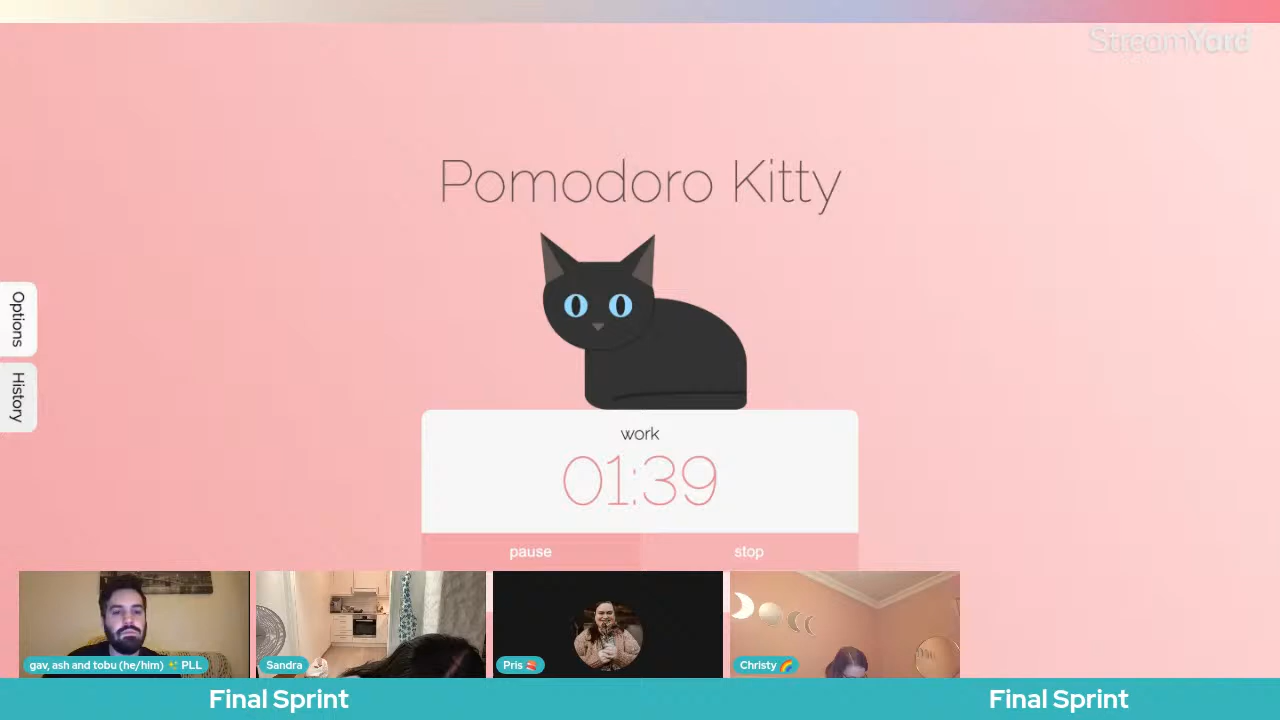 StreamYard
Pomodoro Kitty
Options
History
work
01:39
pause
stop
gav, ash and tobu (he/him) ✨ PLL
Sandra
Pris
Christy 🌈
Final Sprint
Final Sprint